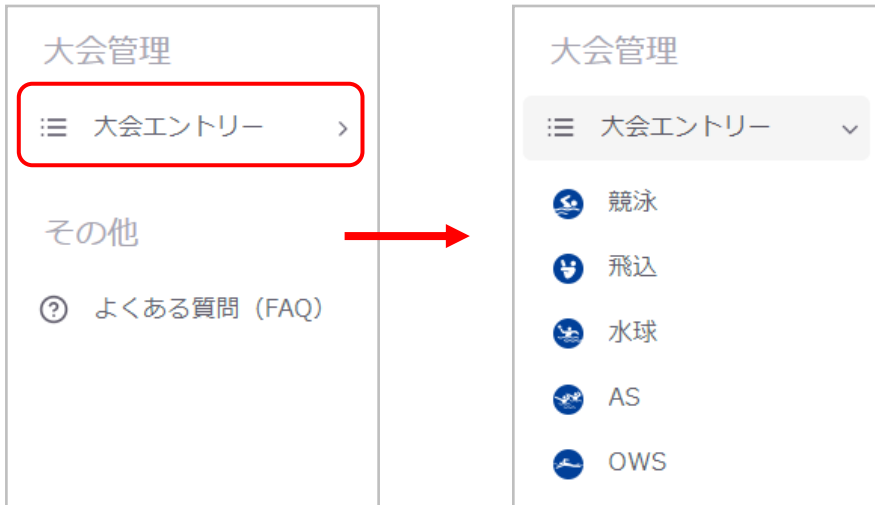 大会管理
大会エントリー
その他
よくある質問（FAQ）
大会管理
大会エントリー
競泳
飛込
水球
AS
OWS